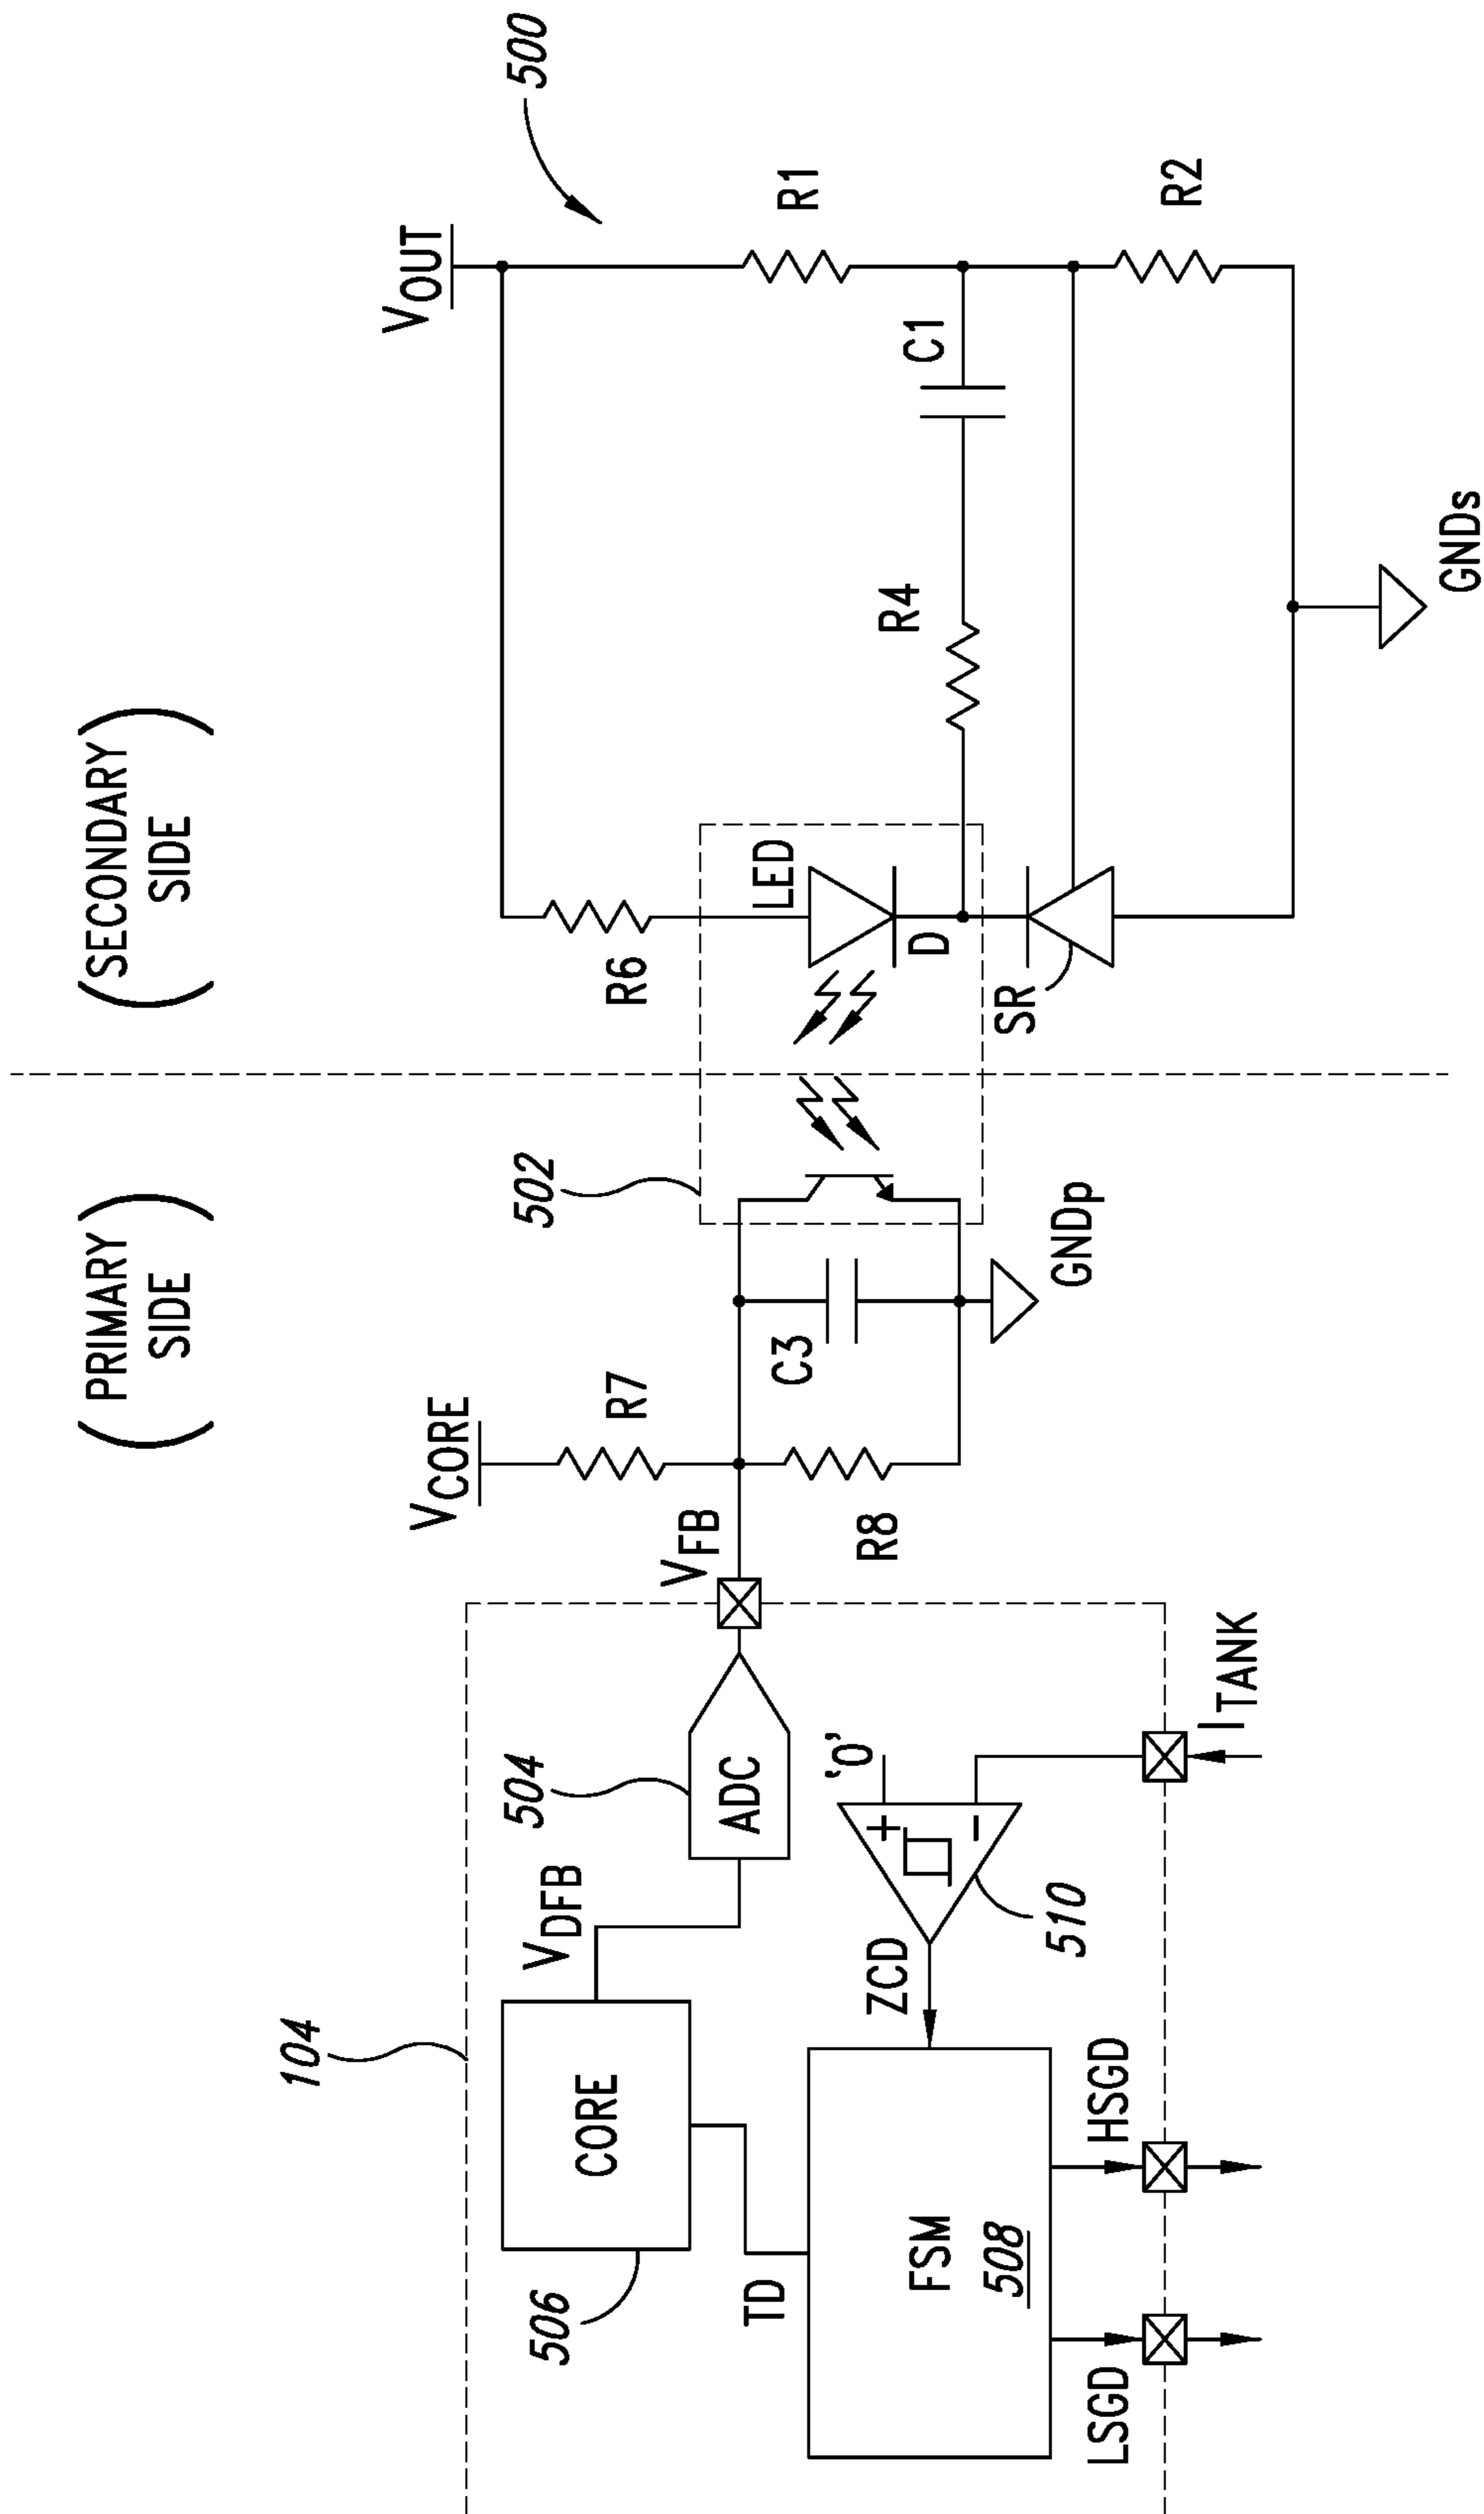 (PRIMARY SIDE)
(SECONDARY SIDE)
500
VOUT
R1
R2
C1
R4
R6
LED
D
SR
GNDs
502
VCORE
R7
VFB
C3
R8
GNDp
104
504
ADC
VDFB
CORE
506
TD
'0'
+
-
510
ZCD
ITANK
FSM
508
LSGD
HSGD